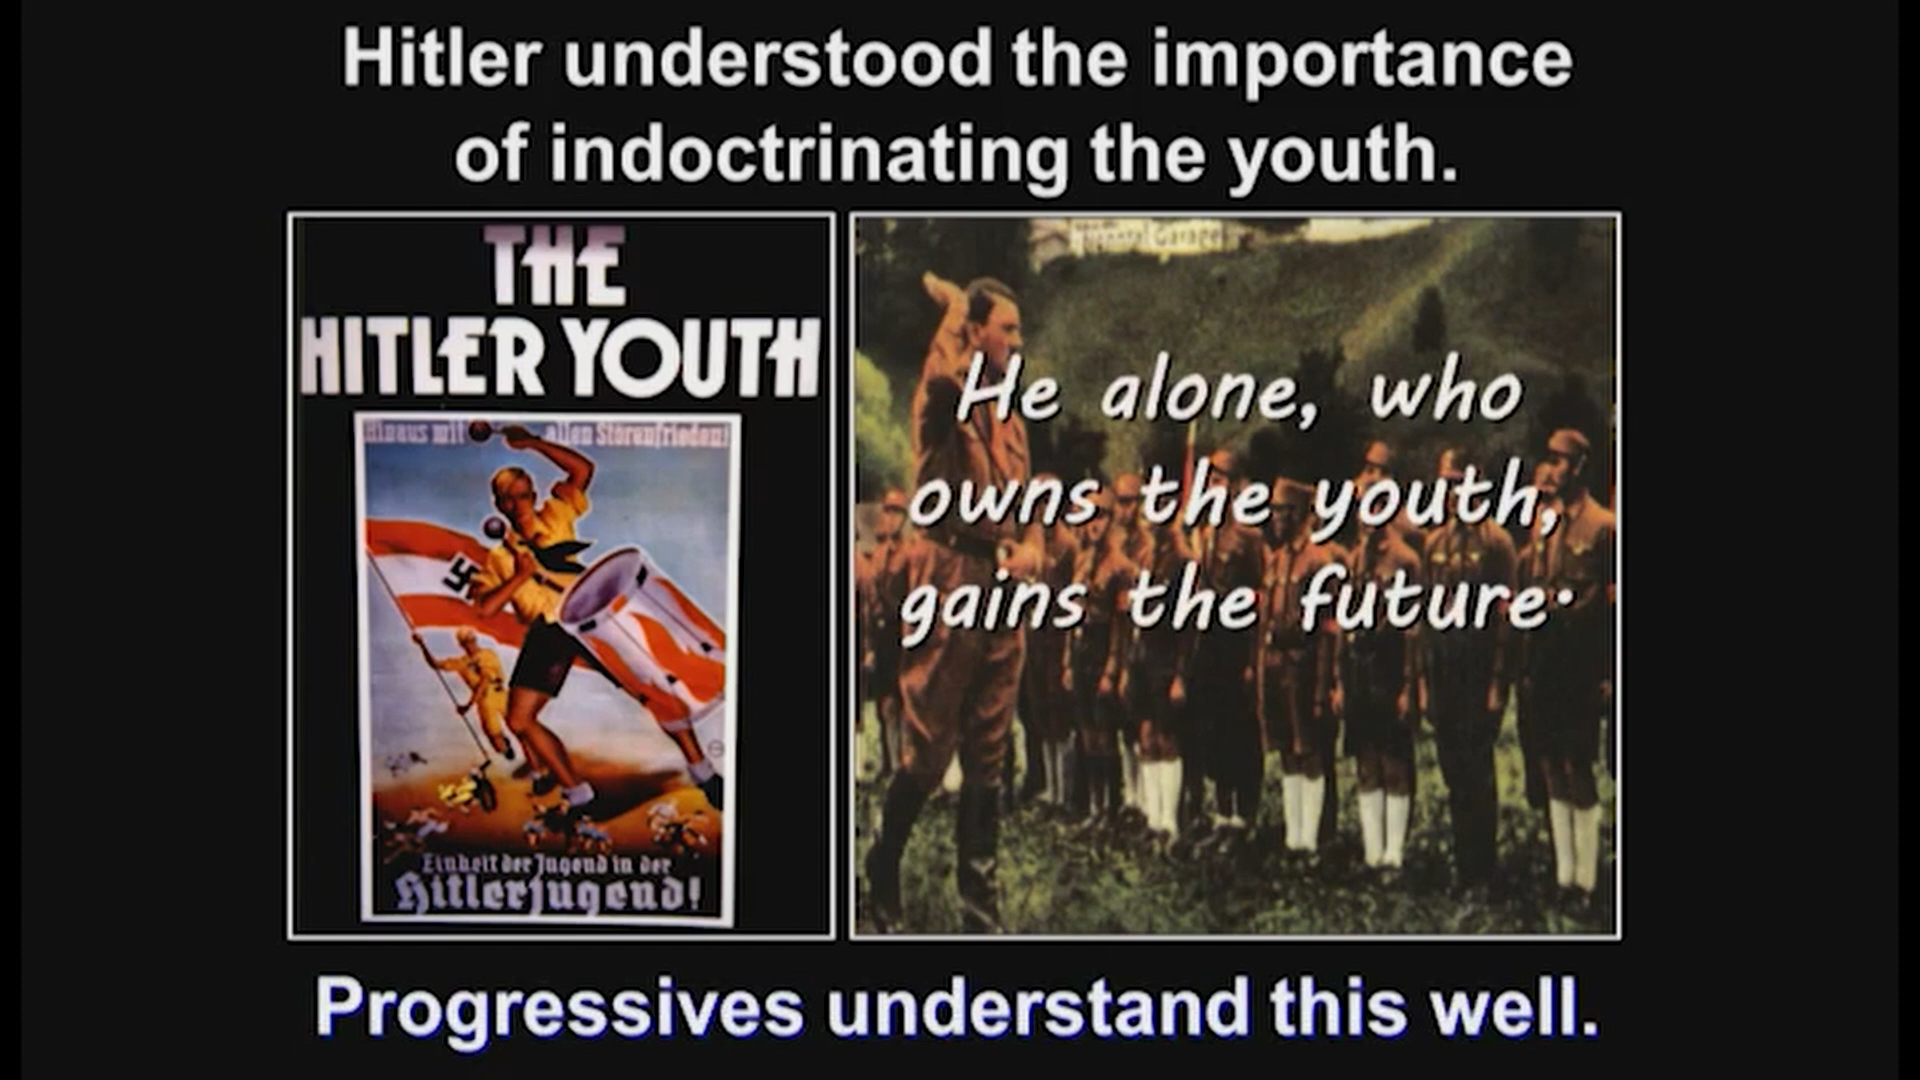 Hitler understood the importance
of indoctrinating the youth.
THE
HITLER YOUTH
Hinaus mit allen Störenfrieden!
Einheit der Jugend in der
Hitlerjugend!
He alone, who
owns the youth,
gains the future.
Progressives understand this well.